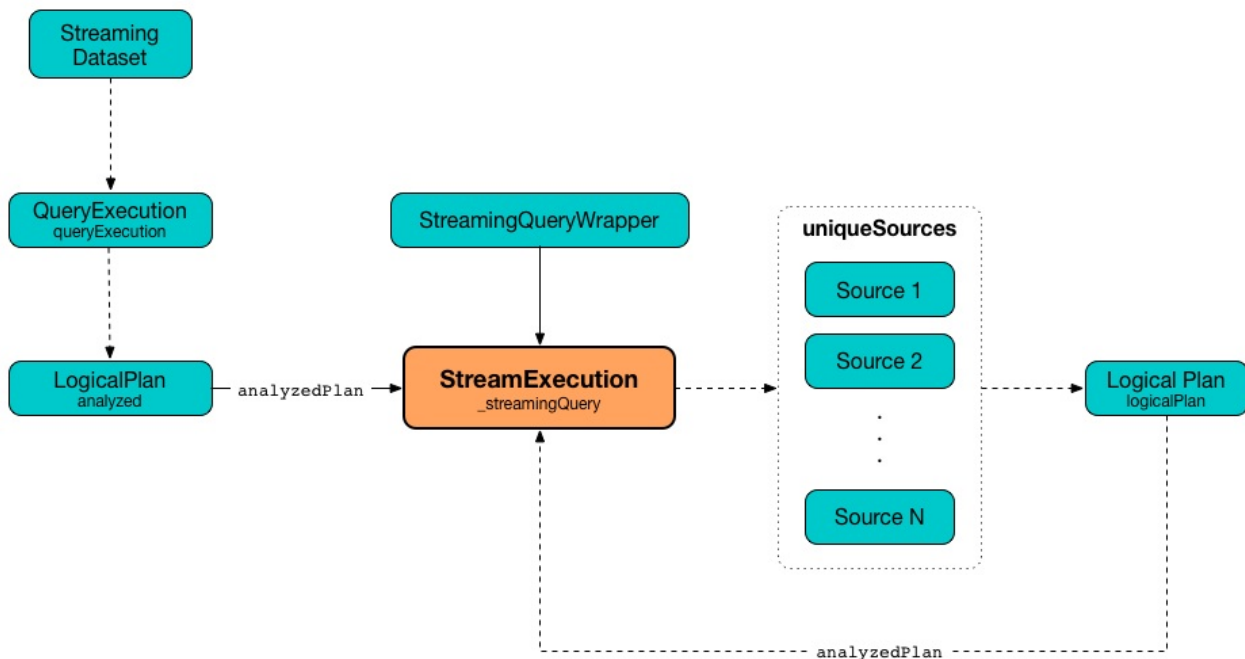 Streaming
Dataset
QueryExecution
queryExecution
StreamingQueryWrapper
uniqueSources
Source 1
Source 2
Source N
LogicalPlan
analyzed
analyzedPlan
StreamExecution
_streamingQuery
Logical Plan
logicalPlan
analyzedPlan